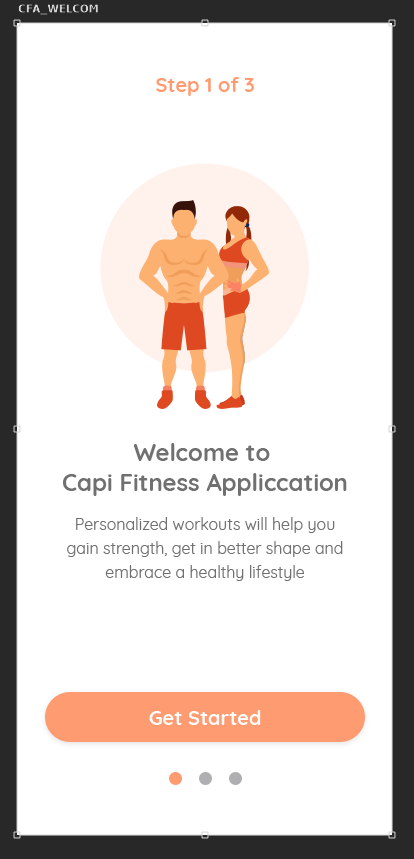 CFA_WELCOM
Step 1 of 3
Welcome to
Capi Fitness Appliccation
Personalized workouts will help you
gain strength, get in better shape and
embrace a healthy lifestyle
Get Started